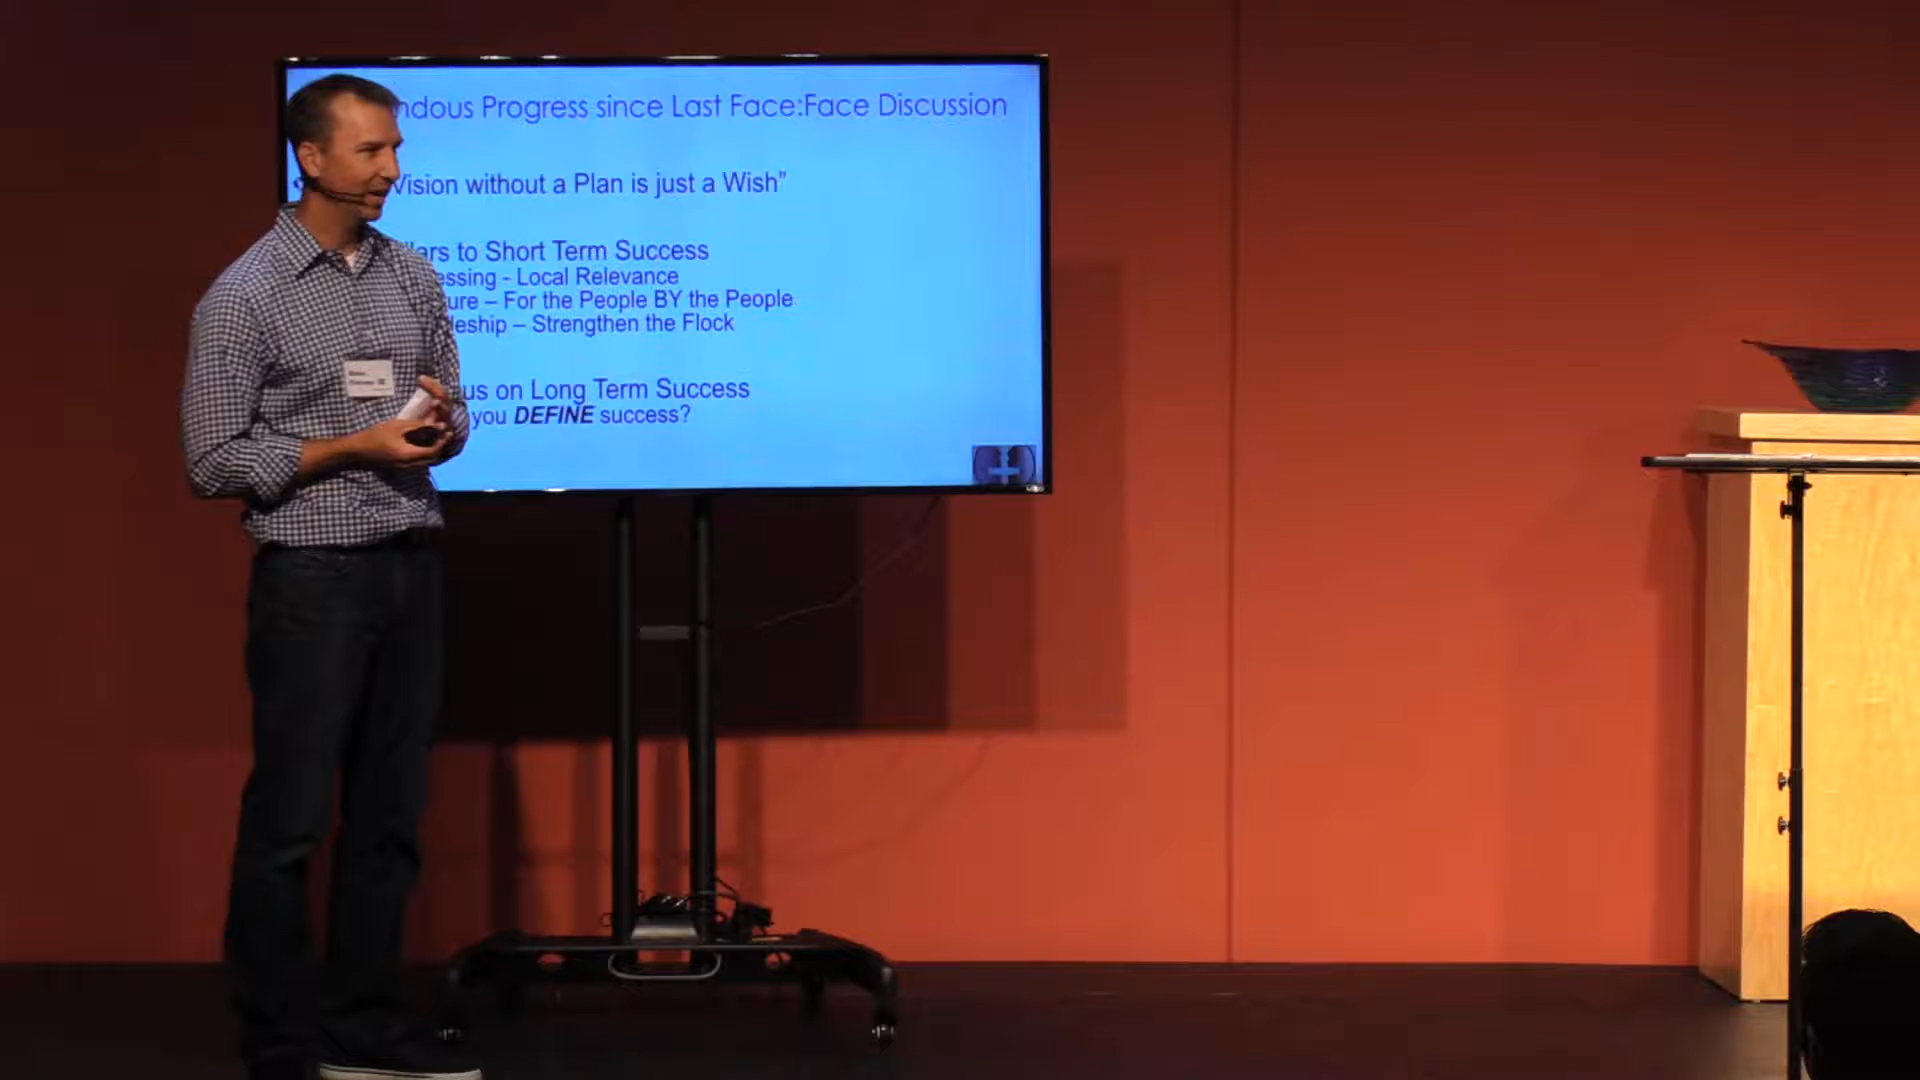 ndous Progress since Last Face:Face Discussion
Vision without a Plan is just a Wish"
llars to Short Term Success
essing - Local Relevance
ure – For the People BY the People
leship – Strengthen the Flock
us on Long Term Success
you DEFINE success?